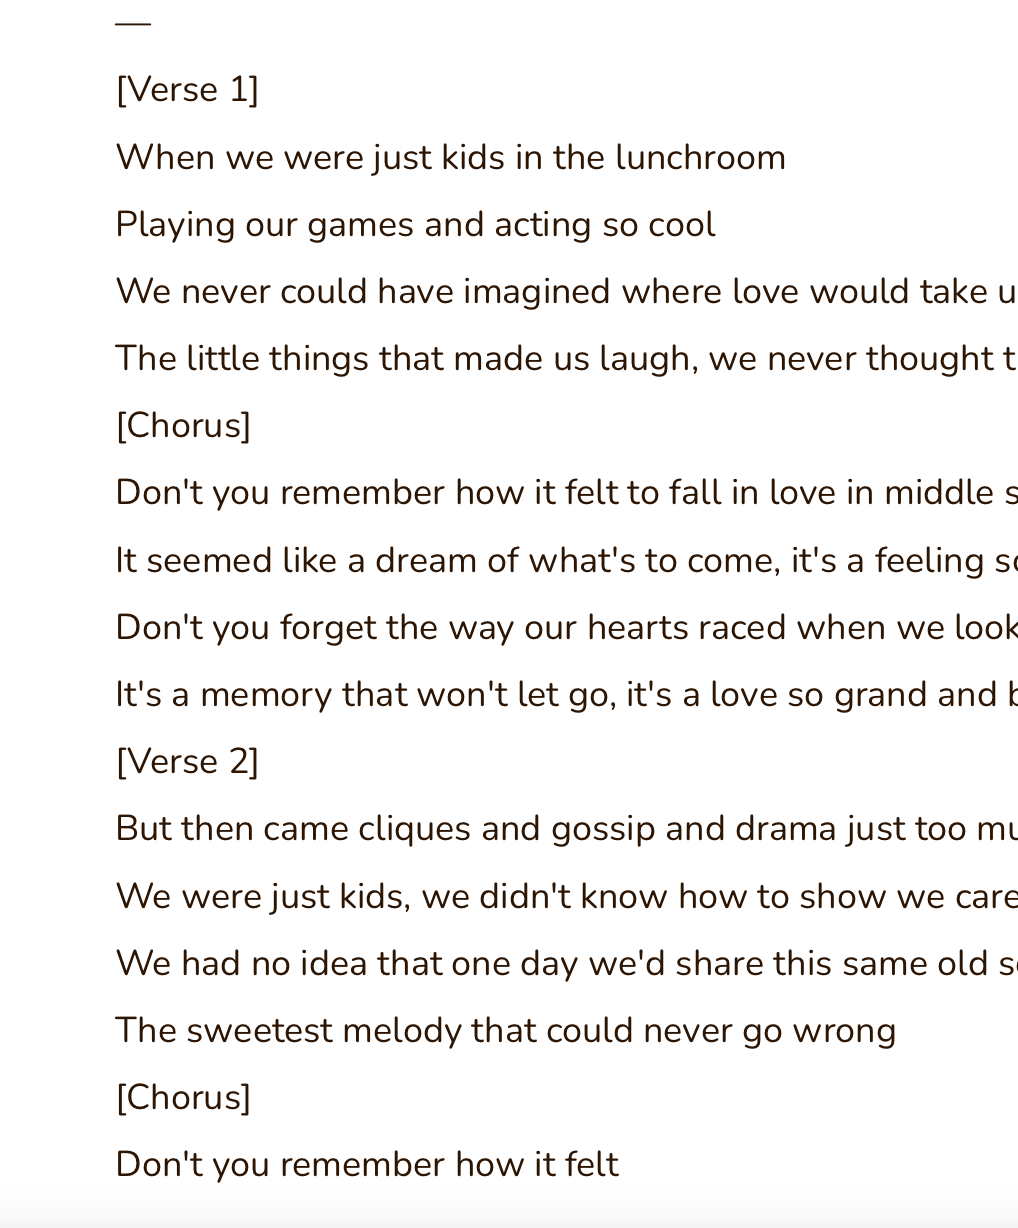 [Verse 1]
When we were just kids in the lunchroom
Playing our games and acting so cool
We never could have imagined where love would take
The little things that made us laugh, we never thought
[Chorus]
Don't you remember how it felt to fall in love in middle
It seemed like a dream of what's to come, it's a feeling
Don't you forget the way our hearts raced when we
It's a memory that won't let go, it's a love so grand and
[Verse 2]
But then came cliques and gossip and drama just too
We were just kids, we didn't know how to show we
We had no idea that one day we'd share this same old
The sweetest melody that could never go wrong
[Chorus]
Don't you remember how it felt